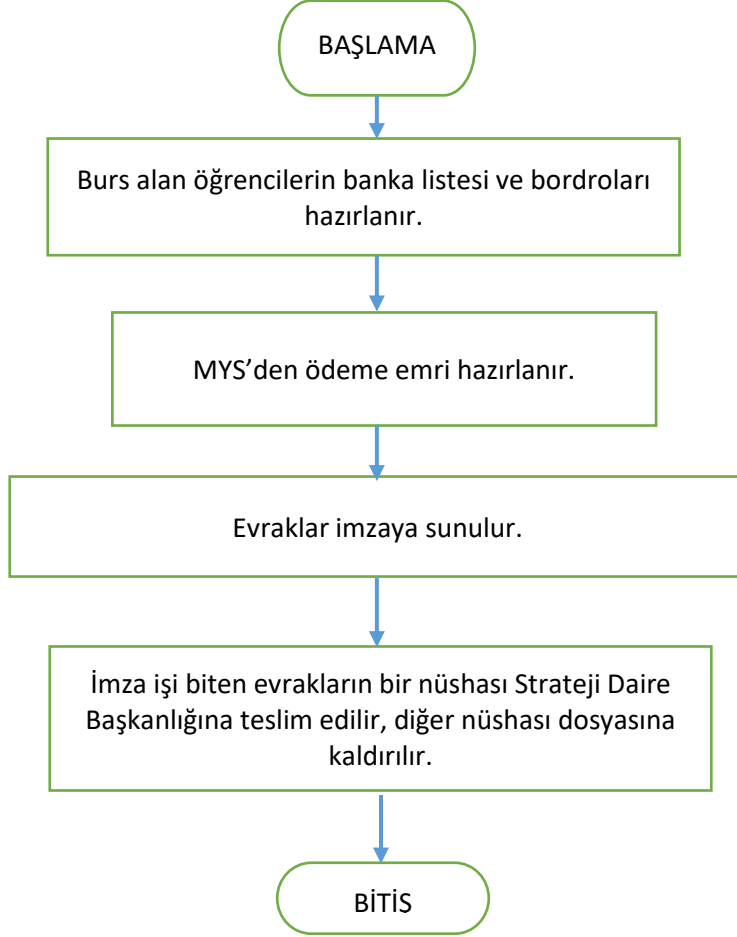 BAŞLAMA
Burs alan öğrencilerin banka listesi ve bordroları
hazırlanır.
MYS’den ödeme emri hazırlanır.
Evraklar imzaya sunulur.
İmza işi biten evrakların bir nüshası Strateji Daire
Başkanlığına teslim edilir, diğer nüshası dosyasına
kaldırılır.
BİTİS